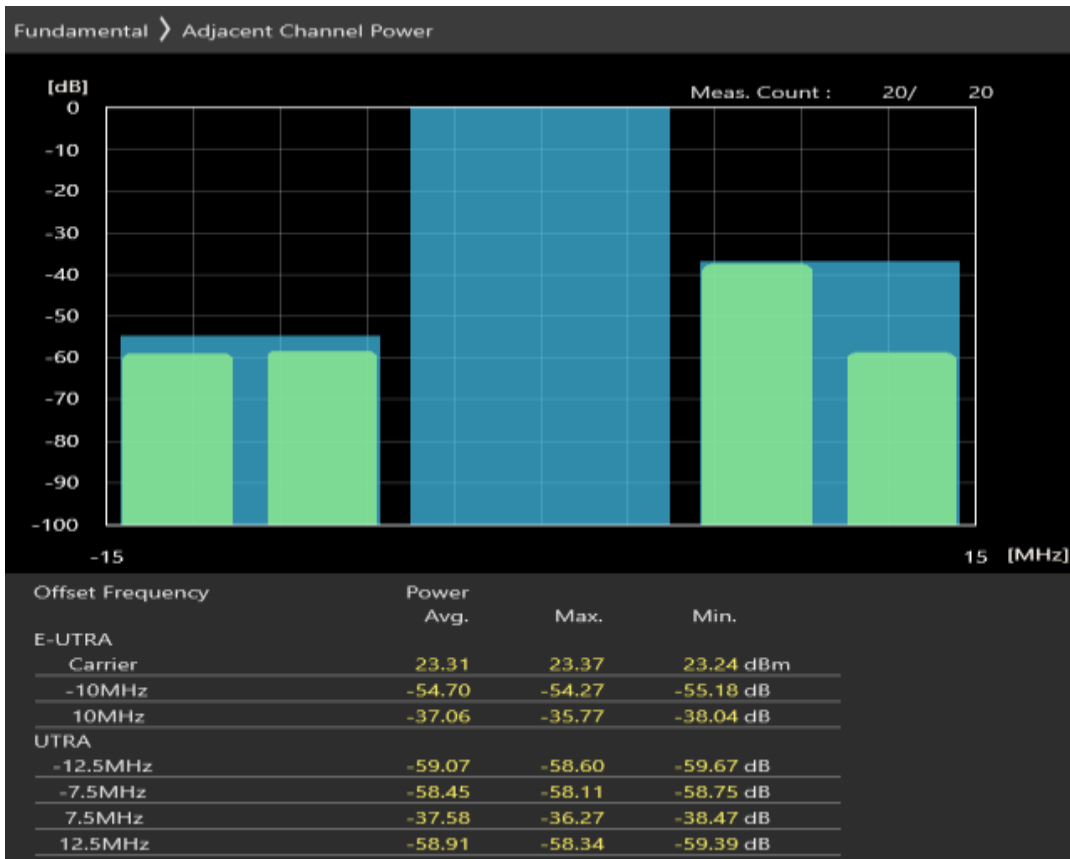 Fundamental ❯ Adjacent Channel Power
[dB]
Meas. Count : 20/ 20
0
-10
-20
-30
-40
-50
-60
-70
-80
-90
-100
-15 15 [MHz]
Offset Frequency Power
Avg. Max. Min.
E-UTRA
Carrier 23.31 23.37 23.24 dBm
-10MHz -54.70 -54.27 -55.18 dB
10MHz -37.06 -35.77 -38.04 dB
UTRA
-12.5MHz -59.07 -58.60 -59.67 dB
-7.5MHz -58.45 -58.11 -58.75 dB
7.5MHz -37.58 -36.27 -38.47 dB
12.5MHz -58.91 -58.34 -59.39 dB